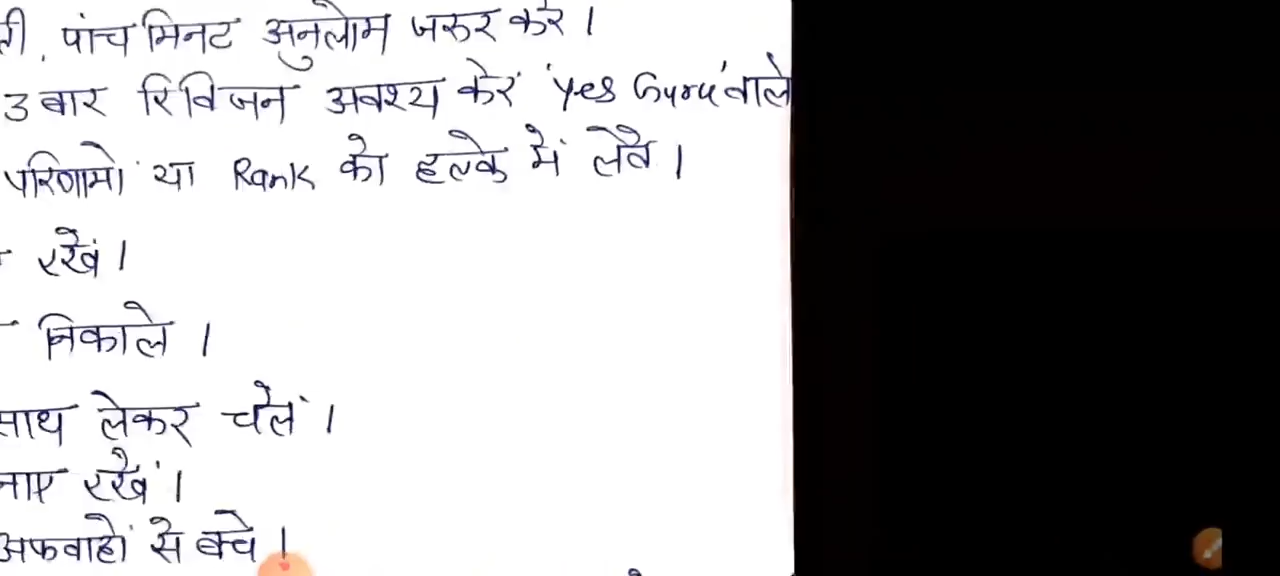 पांच मिनट अनुलोम जरुर करे ।
3 बार रिविजन अवश्य करें 'Yes Guru' वाले
परिणामो या Rank को हल्के में लेवें ।
रखें ।
निकाले ।
साथ लेकर चलें ।
रखें ।
अफवाहों से बचे ।